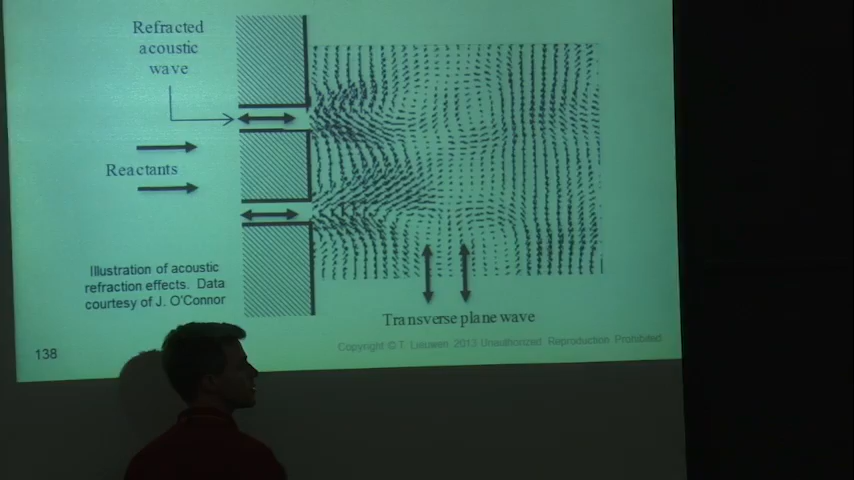 Refracted
acoustic
wave
Reactants
Illustration of acoustic
refraction effects. Data
courtesy of J. O'Connor
Transverse plane wave
138
Copyright © T. Lieuwen 2013 Unauthorized Reproduction Prohibited